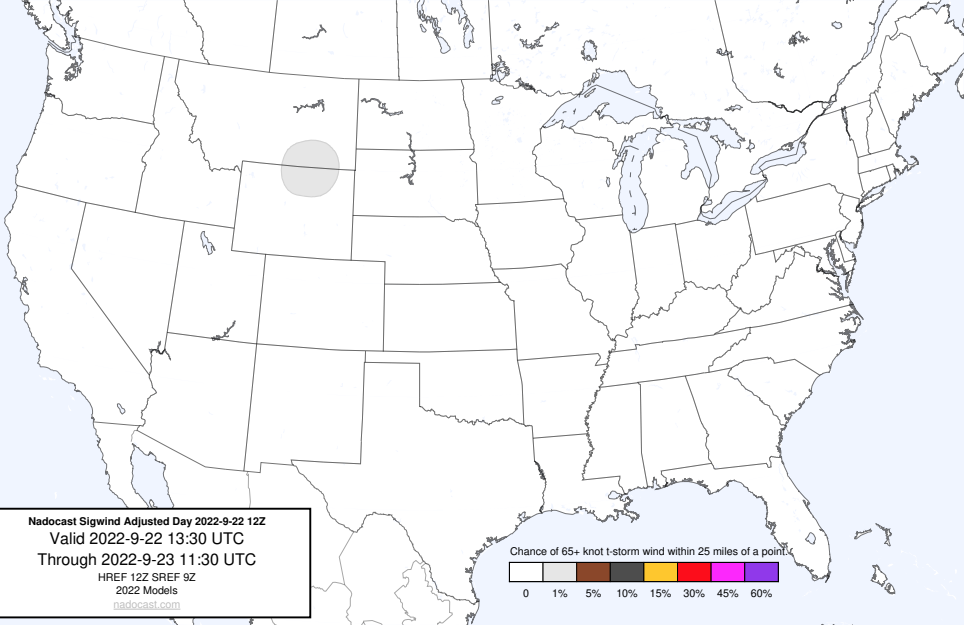 Nadocast Sigwind Adjusted Day 2022-9-22 12Z
Valid 2022-9-22 13:30 UTC
Through 2022-9-23 11:30 UTC
HREF 12Z SREF 9Z
2022 Models
nadocast.com
Chance of 65+ knot t-storm wind within 25 miles of a point.
0 1% 5% 10% 15% 30% 45% 60%